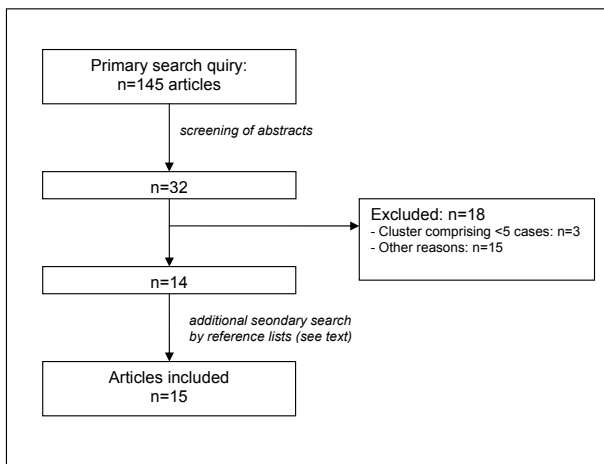 Primary search quiry:
n=145 articles
screening of abstracts
n=32
Excluded: n=18
- Cluster comprising <5 cases: n=3
- Other reasons: n=15
n=14
additional seondary search
by reference lists (see text)
Articles included
n=15